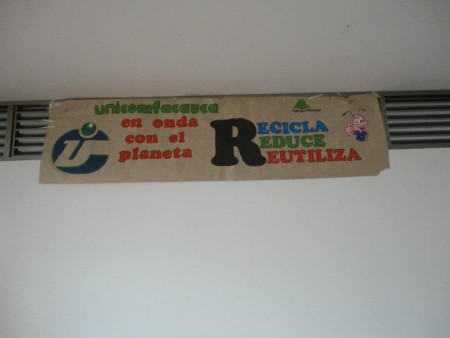 unicomfacauca
en onda
con el
planeta
RECICLA
REDUCE
REUTILIZA